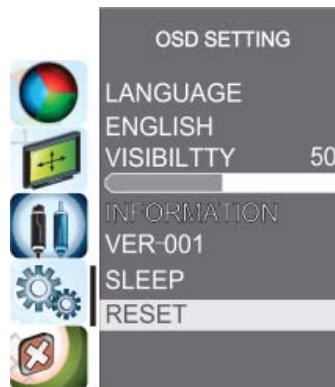 OSD SETTING
LANGUAGE
ENGLISH
VISIBILTTY 50
INFORMATION
VER-001
SLEEP
RESET